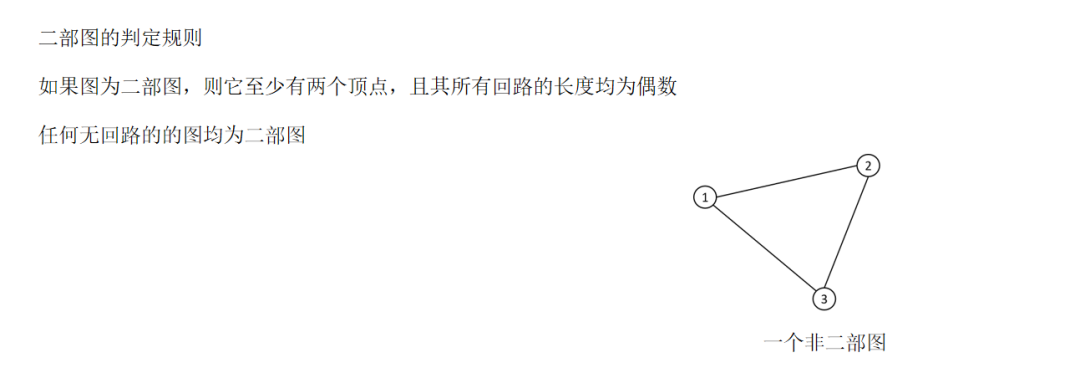 二部图的判定规则
如果图为二部图，则它至少有两个顶点，且其所有回路的长度均为偶数
任何无回路的的图均为二部图
2
1
3
一个非二部图